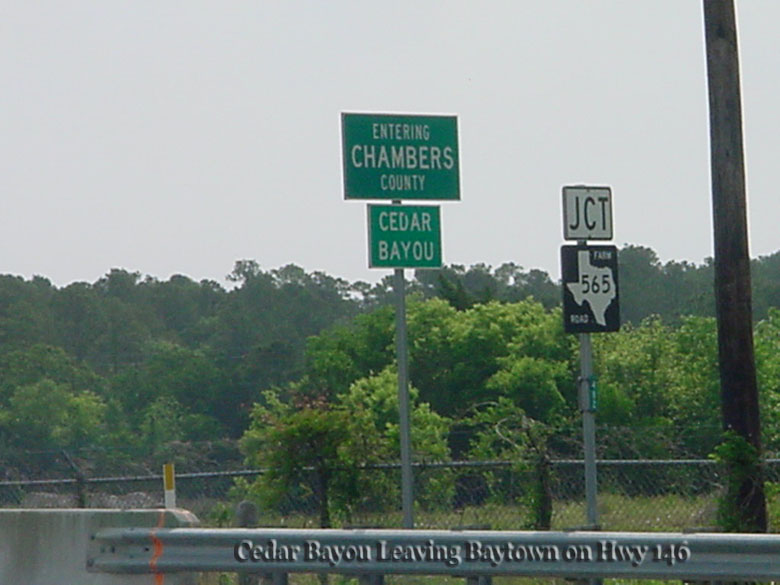 ENTERING
CHAMBERS
COUNTY
CEDAR
BAYOU
JCT
FARM
565
ROAD
Cedar Bayou Leaving Baytown on Hwy 146